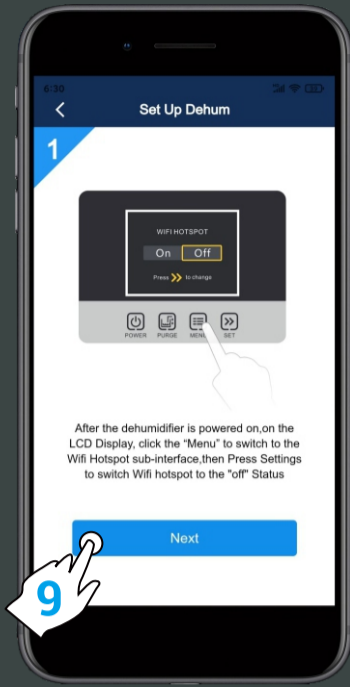 6:30
Set Up Dehum
1
WIFI HOTSPOT
On Off
Press >> to change
POWER PURGE MENU SET
After the dehumidifier is powered on,on the
LCD Display, click the “Menu” to switch to the
Wifi Hotspot sub-interface,then Press Settings
to switch Wifi hotspot to the "off" Status
Next
9